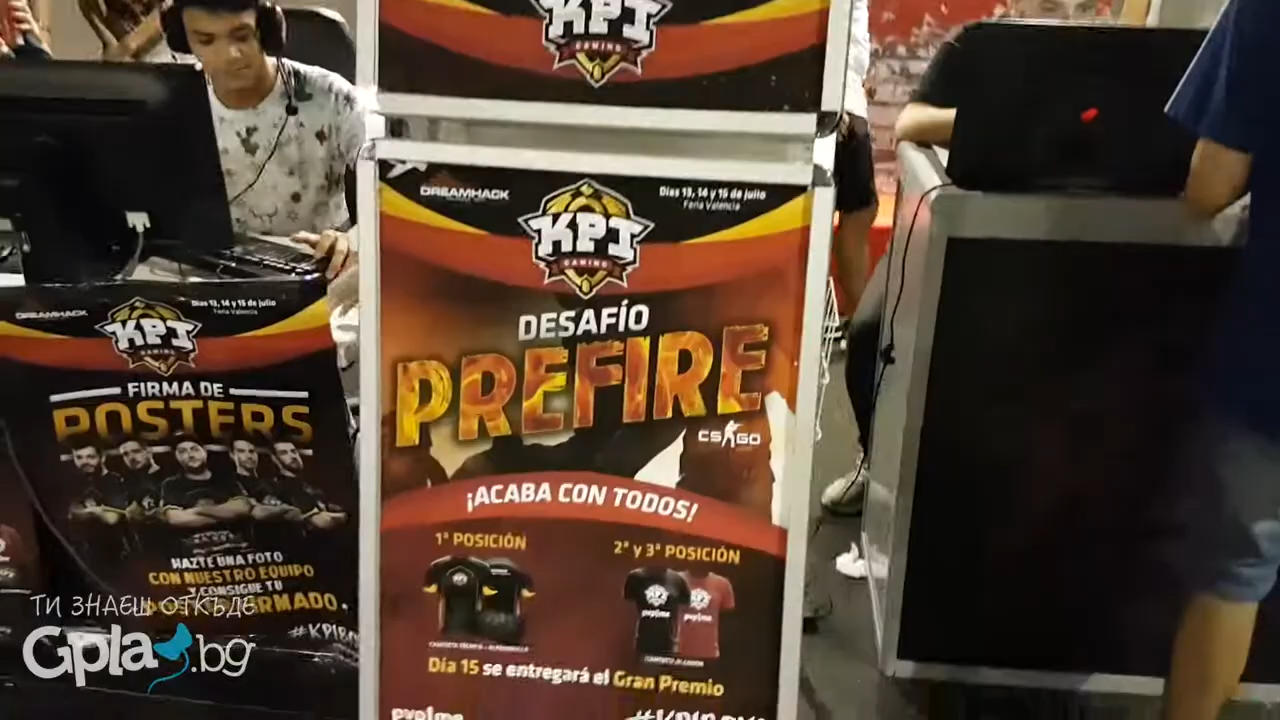 KPI
GAMING
DREAMHACK
Días 13, 14 y 15 de julio
Feria Valencia
KPI
GAMING
DESAFÍO
PREFIRE
CS GO
¡ACABA CON TODOS!
1ª POSICIÓN
2ª y 3ª POSICIÓN
Día 15 se entregará el Gran Premio
DREAMHACK
Días 13, 14 y 15 de julio
Feria Valencia
KPI
GAMING
FIRMA DE
POSTERS
HAZTE UNA FOTO
CON NUESTRO EQUIPO
Y CONSIGUE TU
ТИ ЗНАЕШ ОТКЪДЕ
Gplay.bg